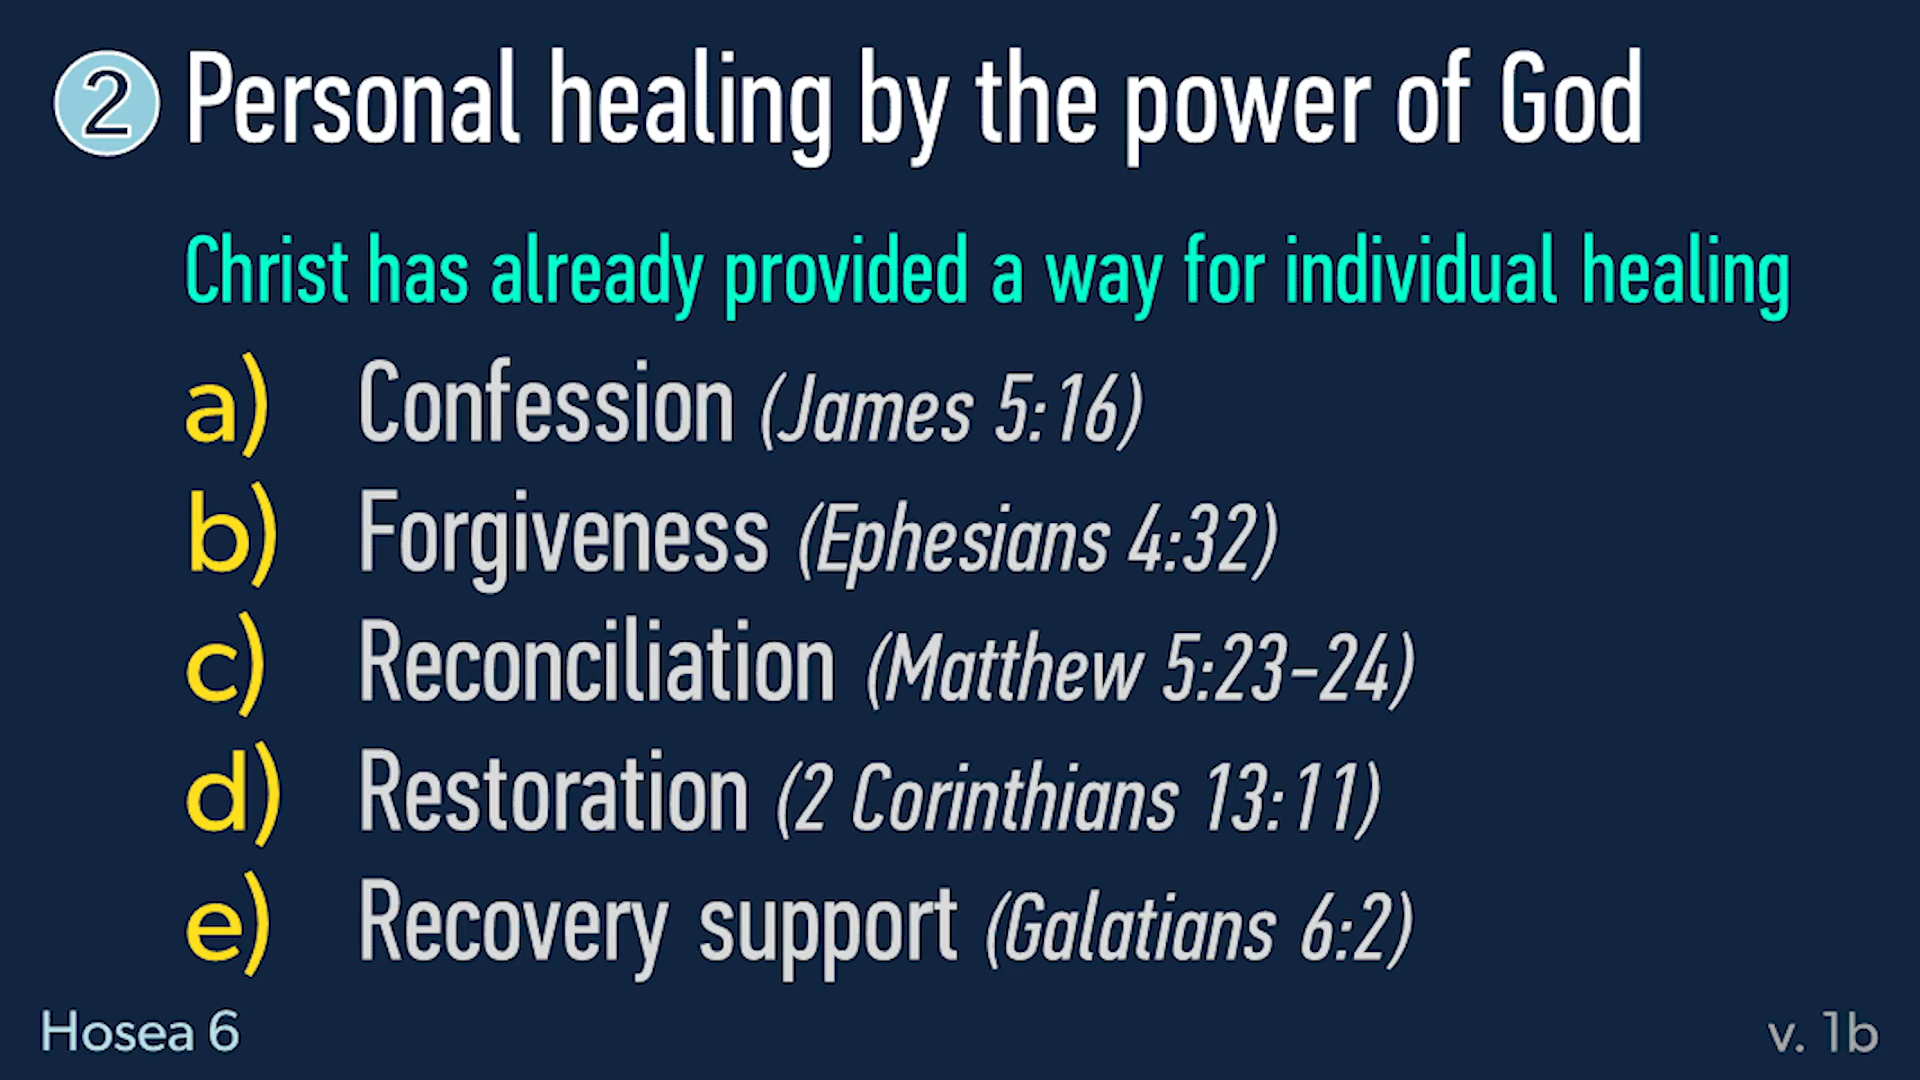 2 Personal healing by the power of God
Christ has already provided a way for individual healing
a) Confession (James 5:16)
b) Forgiveness (Ephesians 4:32)
c) Reconciliation (Matthew 5:23-24)
d) Restoration (2 Corinthians 13:11)
e) Recovery support (Galatians 6:2)
Hosea 6 v. 1b